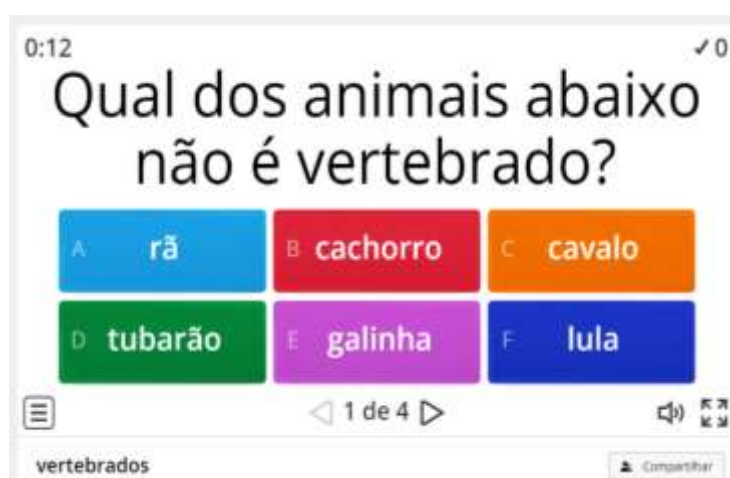 0:12 ✓ 0
Qual dos animais abaixo
não é vertebrado?
A rã
B cachorro
C cavalo
D tubarão
E galinha
F lula
1 de 4
vertebrados
Compartilhar